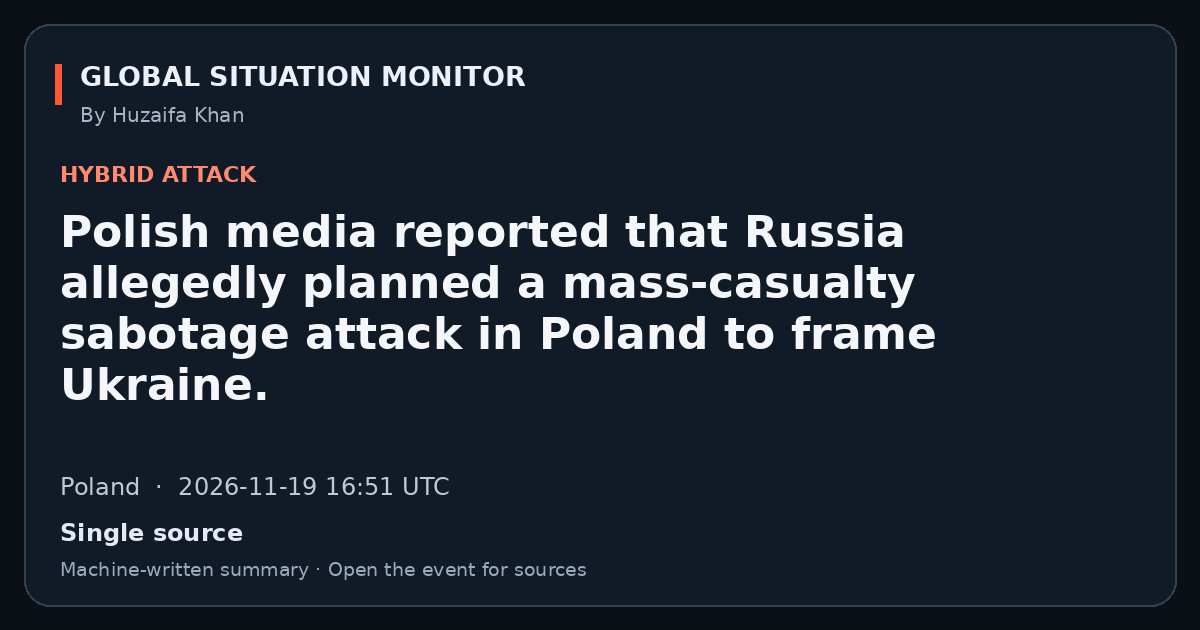 GLOBAL SITUATION MONITOR
By Huzaifa Khan
HYBRID ATTACK
Polish media reported that Russia
allegedly planned a mass-casualty
sabotage attack in Poland to frame
Ukraine.
Poland · 2026-11-19 16:51 UTC
Single source
Machine-written summary · Open the event for sources